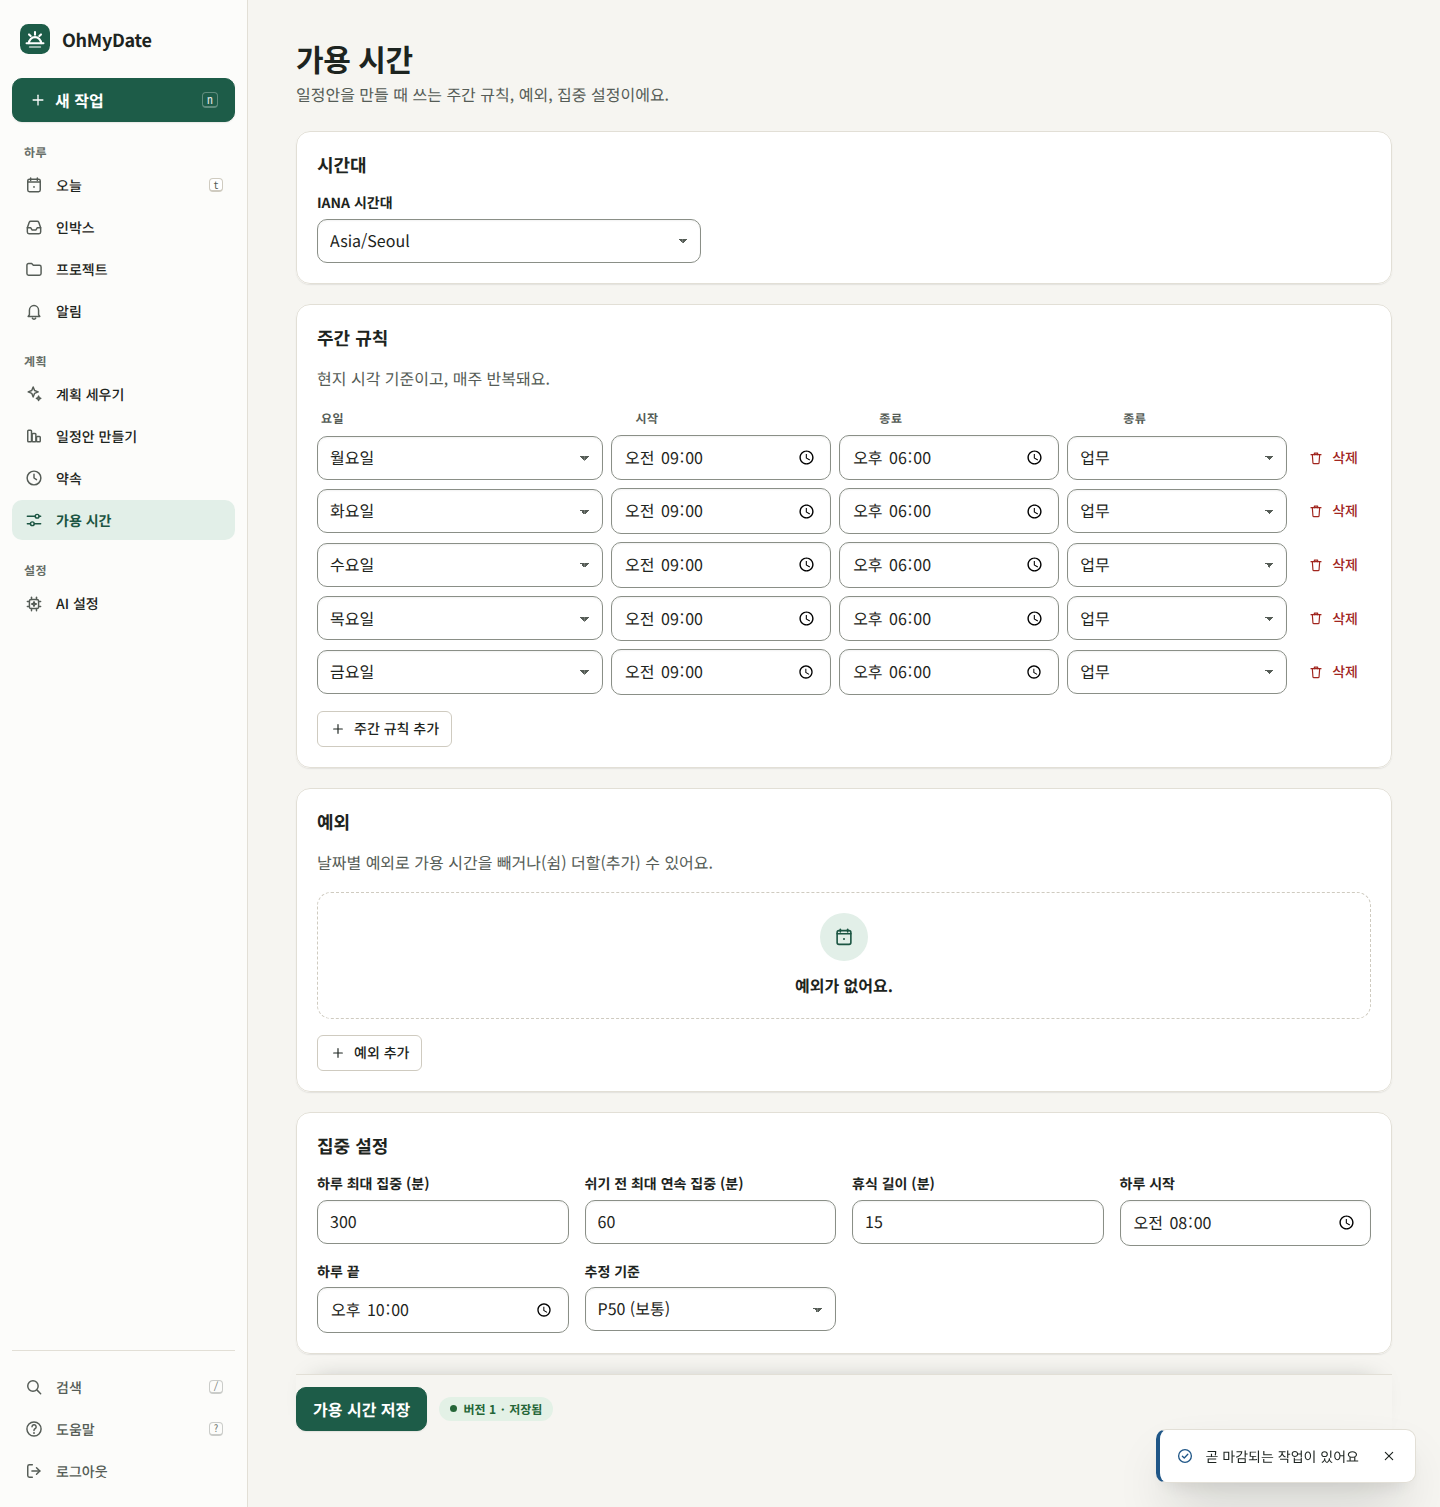 OhMyDate
새 작업 n
하루
오늘 t
인박스
프로젝트
알림
계획
계획 세우기
일정안 만들기
약속
가용 시간
설정
AI 설정
검색 /
도움말 ?
로그아웃
가용 시간
일정안을 만들 때 쓰는 주간 규칙, 예외, 집중 설정이에요.
시간대
IANA 시간대
Asia/Seoul
주간 규칙
현지 시각 기준이고, 매주 반복돼요.
요일 시작 종료 종류
월요일 오전 09:00 오후 06:00 업무 삭제
화요일 오전 09:00 오후 06:00 업무 삭제
수요일 오전 09:00 오후 06:00 업무 삭제
목요일 오전 09:00 오후 06:00 업무 삭제
금요일 오전 09:00 오후 06:00 업무 삭제
주간 규칙 추가
예외
날짜별 예외로 가용 시간을 빼거나(쉼) 더할(추가) 수 있어요.
예외가 없어요.
예외 추가
집중 설정
하루 최대 집중 (분) 쉬기 전 최대 연속 집중 (분) 휴식 길이 (분) 하루 시작
300 60 15 오전 08:00
하루 끝 추정 기준
오후 10:00 P50 (보통)
가용 시간 저장 버전 1 · 저장됨
곧 마감되는 작업이 있어요